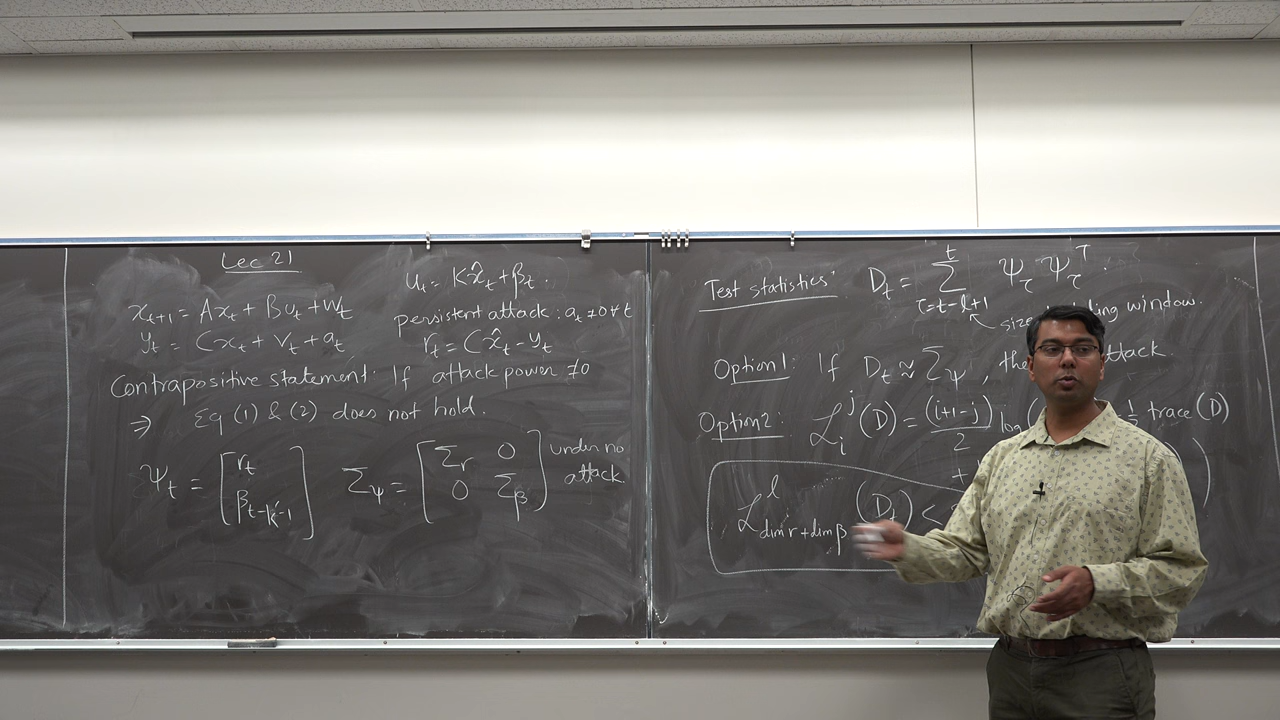 Lec 21
x_{t+1} = Ax_t + Bu_t + w_t
y_t = Cx_t + v_t + a_t
u_t = Kx̂_t + β_t.
persistent attack: a_t ≠ 0 ∀ t
r_t = Cx̂_t - y_t
Contrapositive statement If attack power ≠ 0
⇒ Eq (1) & (2) does not hold.
Ψ_t = [r_t
β_{t-k'-1}]
Σ_Ψ = [Σ_r 0
0 Σ_β]
under no
attack
Test statistics: D_t = Σ_{τ=t-l+1}^{t} Ψ_τ Ψ_τ^T.
window.
Option 1: If D_t ≈ Σ_Ψ, attack.
Option 2: ℒ_i^j (D) = (i+1-j)/2 log ½ trace(D)
+
ℒ^l_{dim r + dim β} (D_t) <